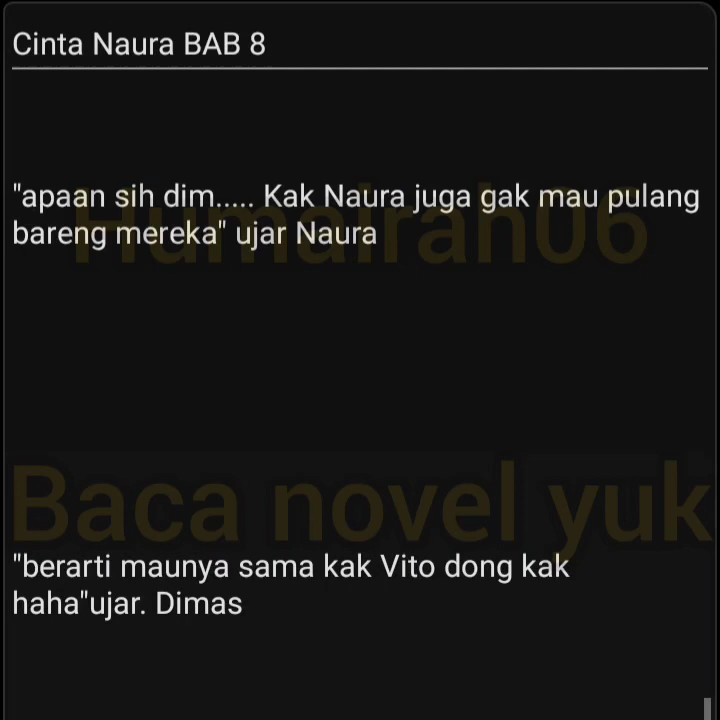 Cinta Naura BAB 8
"apaan sih dim..... Kak Naura juga gak mau pulang
bareng mereka" ujar Naura
Humairah06
Baca novel yuk
"berarti maunya sama kak Vito dong kak
haha"ujar. Dimas